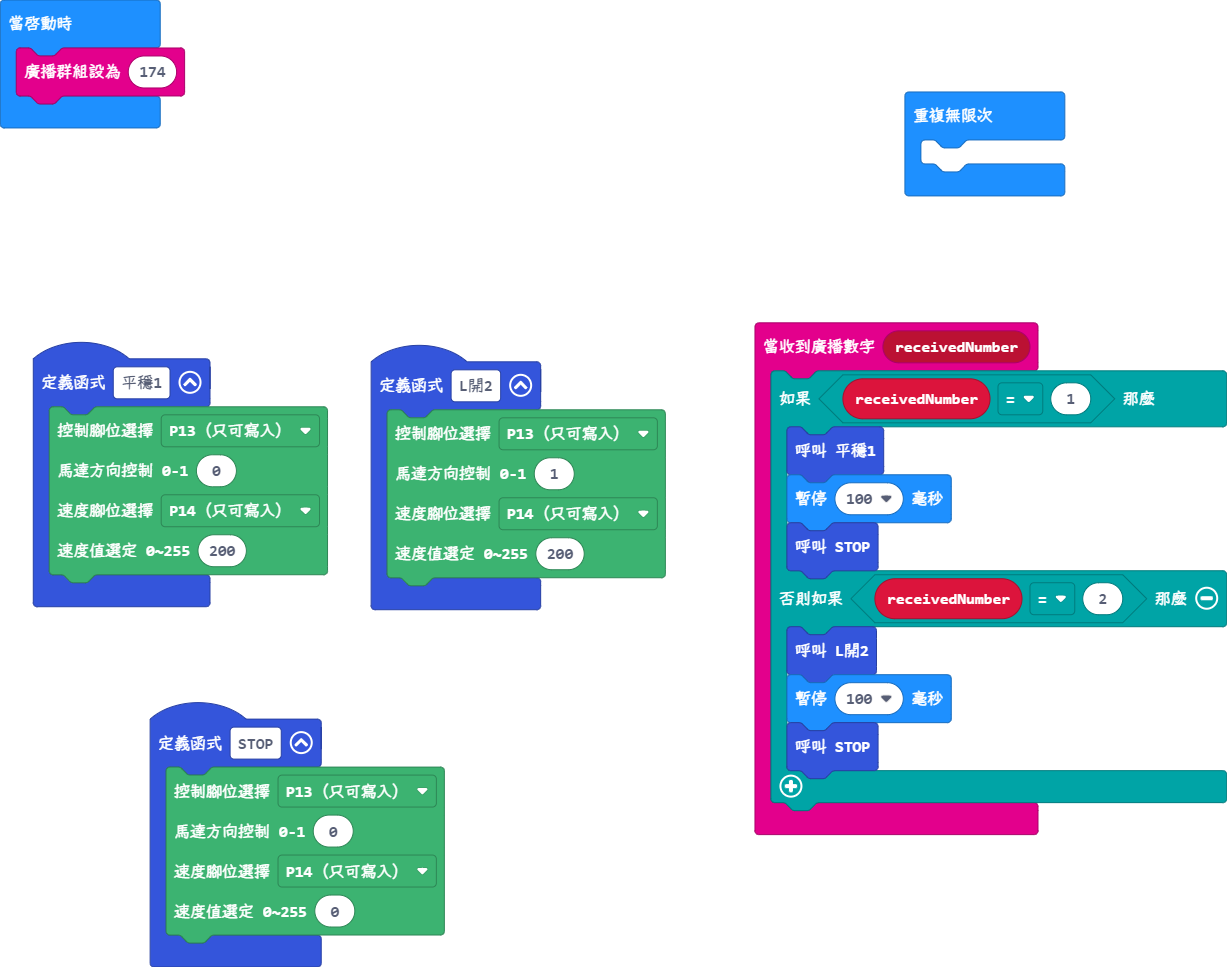 當啓動時
廣播群組設為 174
重複無限次
定義函式 平穩1
控制腳位選擇 P13 (只可寫入)
馬達方向控制 0-1 0
速度腳位選擇 P14 (只可寫入)
速度值選定 0~255 200
定義函式 L開2
控制腳位選擇 P13 (只可寫入)
馬達方向控制 0-1 1
速度腳位選擇 P14 (只可寫入)
速度值選定 0~255 200
定義函式 STOP
控制腳位選擇 P13 (只可寫入)
馬達方向控制 0-1 0
速度腳位選擇 P14 (只可寫入)
速度值選定 0~255 0
當收到廣播數字 receivedNumber
如果 receivedNumber = 1 那麼
呼叫 平穩1
暫停 100 毫秒
呼叫 STOP
否則如果 receivedNumber = 2 那麼
呼叫 L開2
暫停 100 毫秒
呼叫 STOP